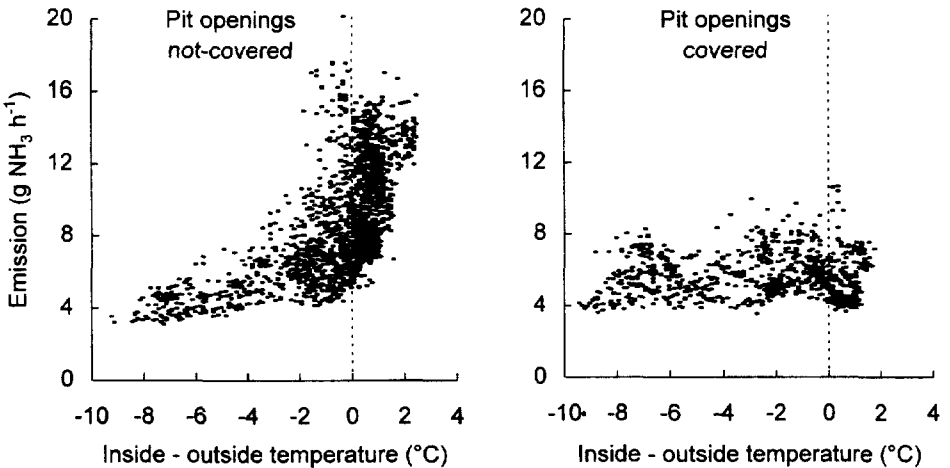 Pit openings
not-covered
Emission (g NH₃ h⁻¹)
20
16
12
8
4
0
-10 -8 -6 -4 -2 0 2 4
Inside - outside temperature (°C)
Pit openings
covered
20
16
12
8
4
0
-10 -8 -6 -4 -2 0 2 4
Inside - outside temperature (°C)